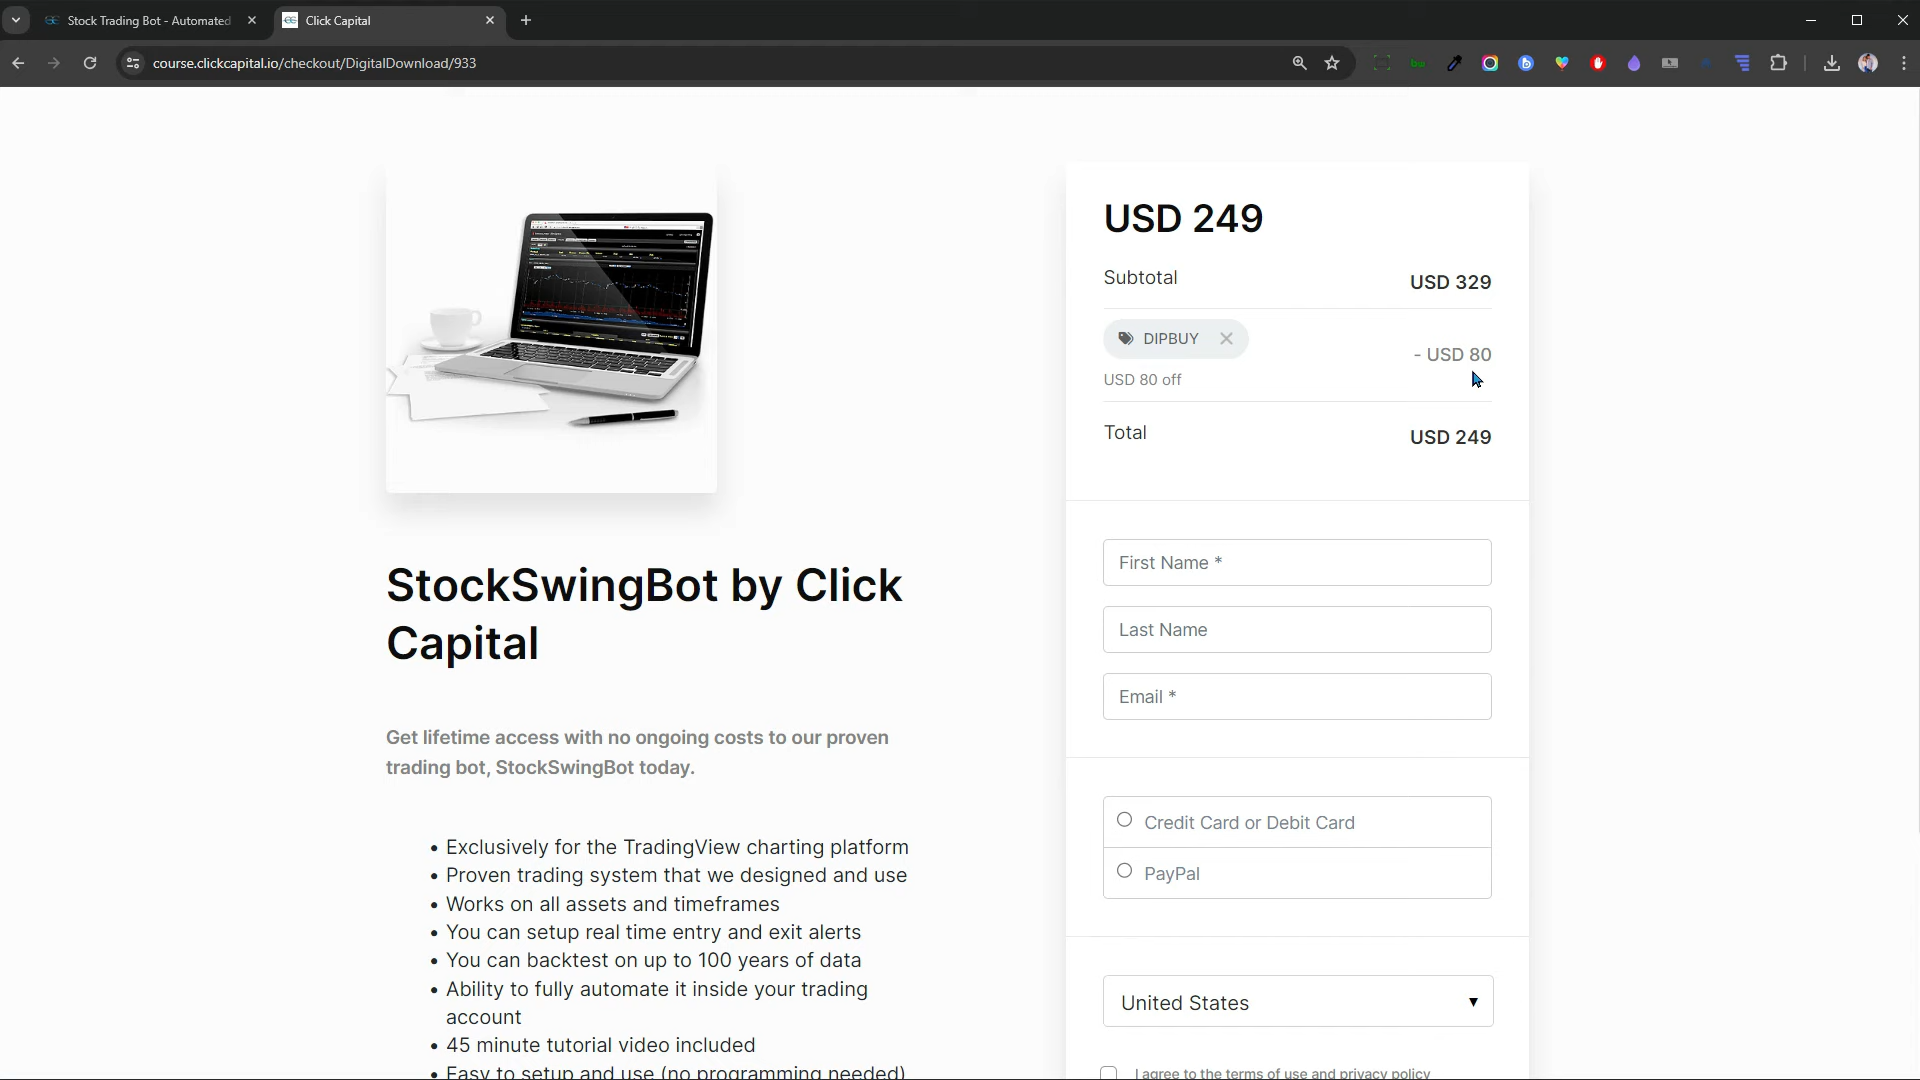 Stock Trading Bot - Automated
Click Capital
course.clickcapital.io/checkout/DigitalDownload/933
USD 249
Subtotal
USD 329
DIPBUY
- USD 80
USD 80 off
Total
USD 249
First Name *
Last Name
Email *
Credit Card or Debit Card
PayPal
United States
I agree to the terms of use and privacy policy
StockSwingBot by Click
Capital
Get lifetime access with no ongoing costs to our proven
trading bot, StockSwingBot today.
• Exclusively for the TradingView charting platform
• Proven trading system that we designed and use
• Works on all assets and timeframes
• You can setup real time entry and exit alerts
• You can backtest on up to 100 years of data
• Ability to fully automate it inside your trading
account
• 45 minute tutorial video included
• Easy to setup and use (no programming needed)